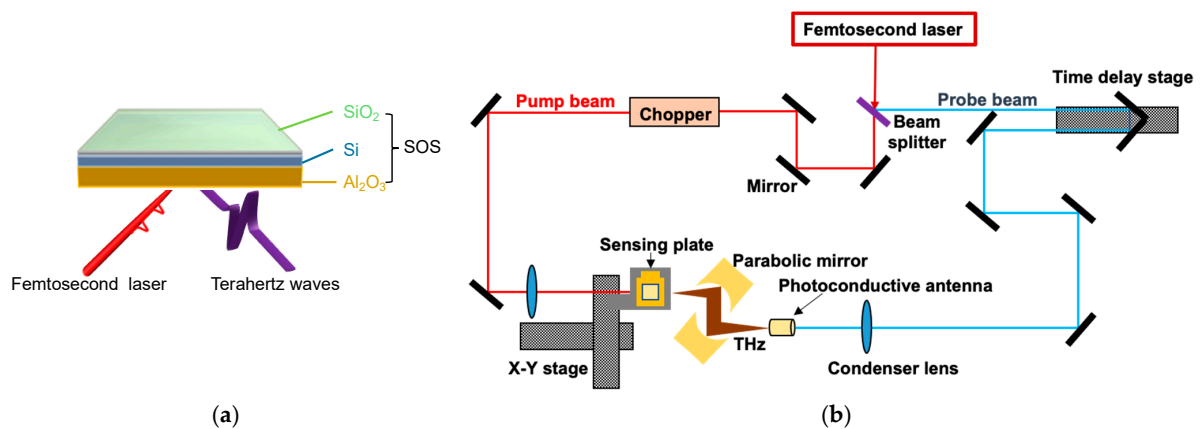 SiO₂
Si
SOS
Al₂O₃
Femtosecond laser
Terahertz waves
(a)
Femtosecond laser
Time delay stage
Pump beam
Probe beam
Chopper
Beam
splitter
Mirror
Sensing plate
Parabolic mirror
Photoconductive antenna
THz
X-Y stage
Condenser lens
(b)